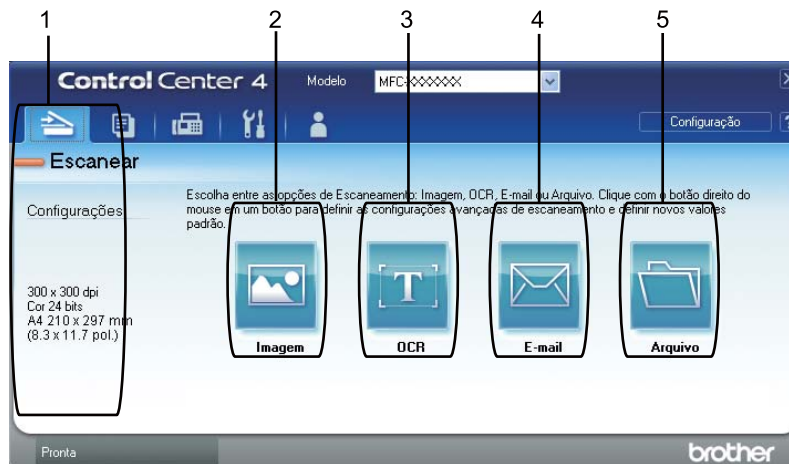 1 2 3 4 5
Control Center 4 Modelo MFC-XXXXXX
Configuração ?
Escanear
Configurações
Escolha entre as opções de Escaneamento: Imagem, OCR, E-mail ou Arquivo. Clique com o botão direito do
mouse em um botão para definir as configurações avançadas de escaneamento e definir novos valores
padrão.
300 x 300 dpi
Cor 24 bits
A4 210 x 297 mm
(8.3 x 11.7 pol.)
T
Imagem OCR E-mail Arquivo
Pronta brother